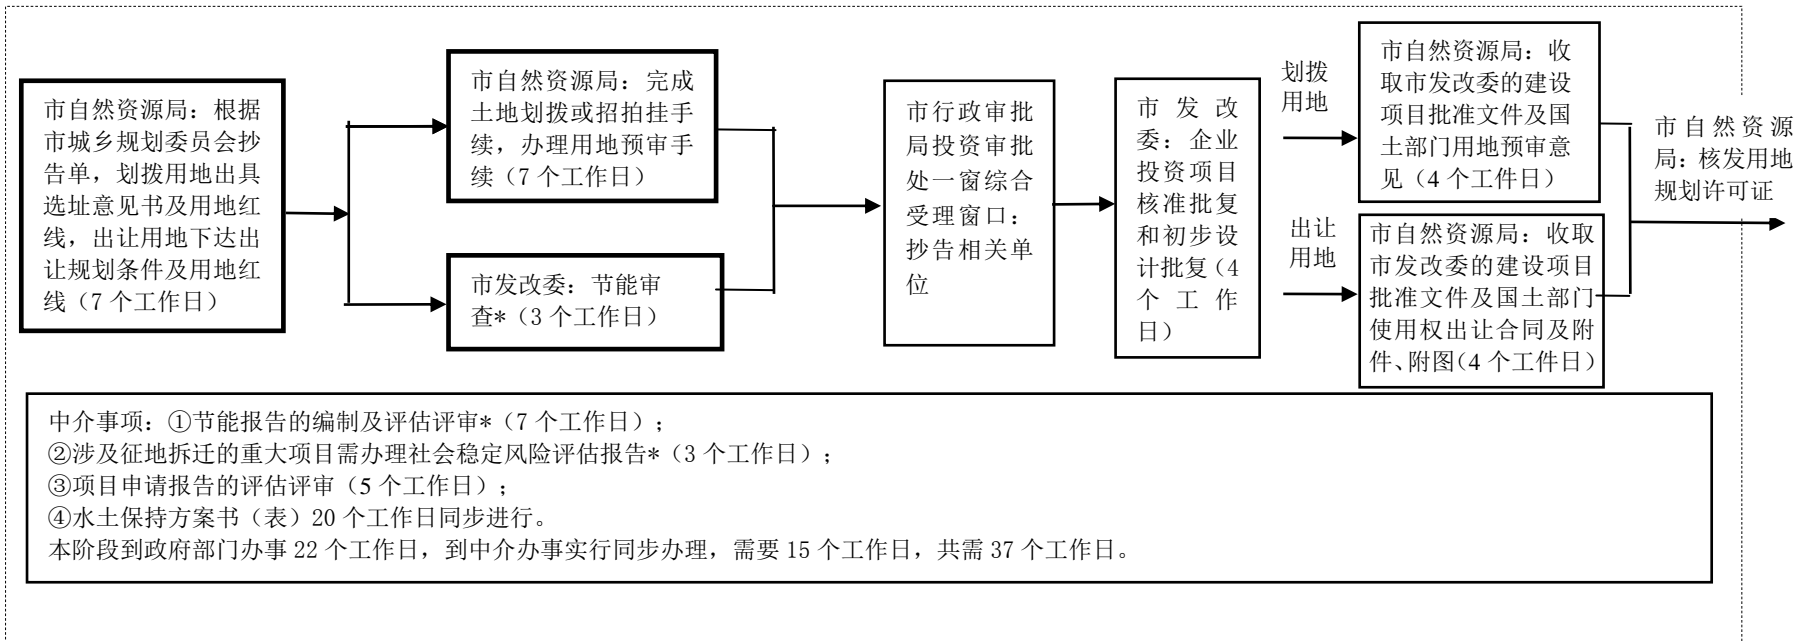 市自然资源局：根据
市城乡规划委员会抄
告单，划拨用地出具
选址意见书及用地红
线，出让用地下达出
让规划条件及用地红
线（7 个工作日）
市自然资源局：完成
土地划拨或招拍挂手
续，办理用地预审手
续（7 个工作日）
市发改委：节能审
查*（3 个工作日）
市行政审批
局投资审批
处一窗综合
受理窗口：
抄告相关单
位
市发改
委：企业
投资项目
核准批复
和初步设
计批复（4
个工作
日）
划拨
用地
市自然资源局：收
取市发改委的建设
项目批准文件及国
土部门用地预审意
见（4 个工件日）
出让
用地
市自然资源局：收取
市发改委的建设项目
批准文件及国土部门
使用权出让合同及附
件、附图（4 个工件日）
市自然资源
局：核发用地
规划许可证
中介事项：①节能报告的编制及评估评审*（7 个工作日）；
②涉及征地拆迁的重大项目需办理社会稳定风险评估报告*（3 个工作日）；
③项目申请报告的评估评审（5 个工作日）；
④水土保持方案书（表）20 个工作日同步进行。
本阶段到政府部门办事 22 个工作日，到中介办事实行同步办理，需要 15 个工作日，共需 37 个工作日。